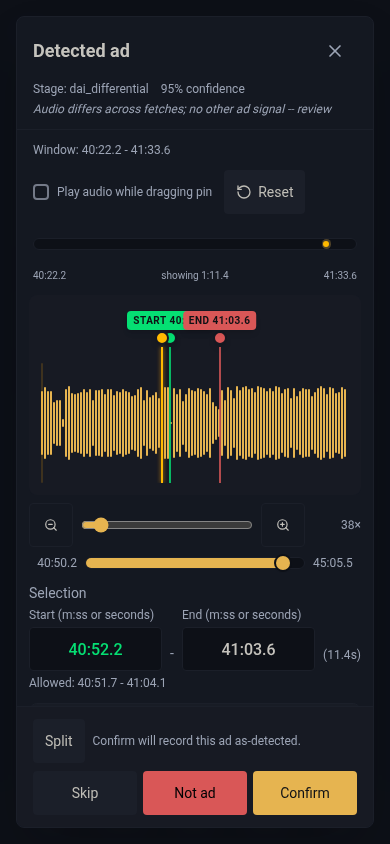 Detected ad
Stage: dai_differential 95% confidence
Audio differs across fetches; no other ad signal – review
Window: 40:22.2 - 41:33.6
Play audio while dragging pin
Reset
40:22.2 showing 1:11.4 41:33.6
START 40: END 41:03.6
38×
40:50.2 45:05.5
Selection
Start (m:ss or seconds) End (m:ss or seconds)
40:52.2 - 41:03.6 (11.4s)
Allowed: 40:51.7 - 41:04.1
Split Confirm will record this ad as-detected.
Skip Not ad Confirm